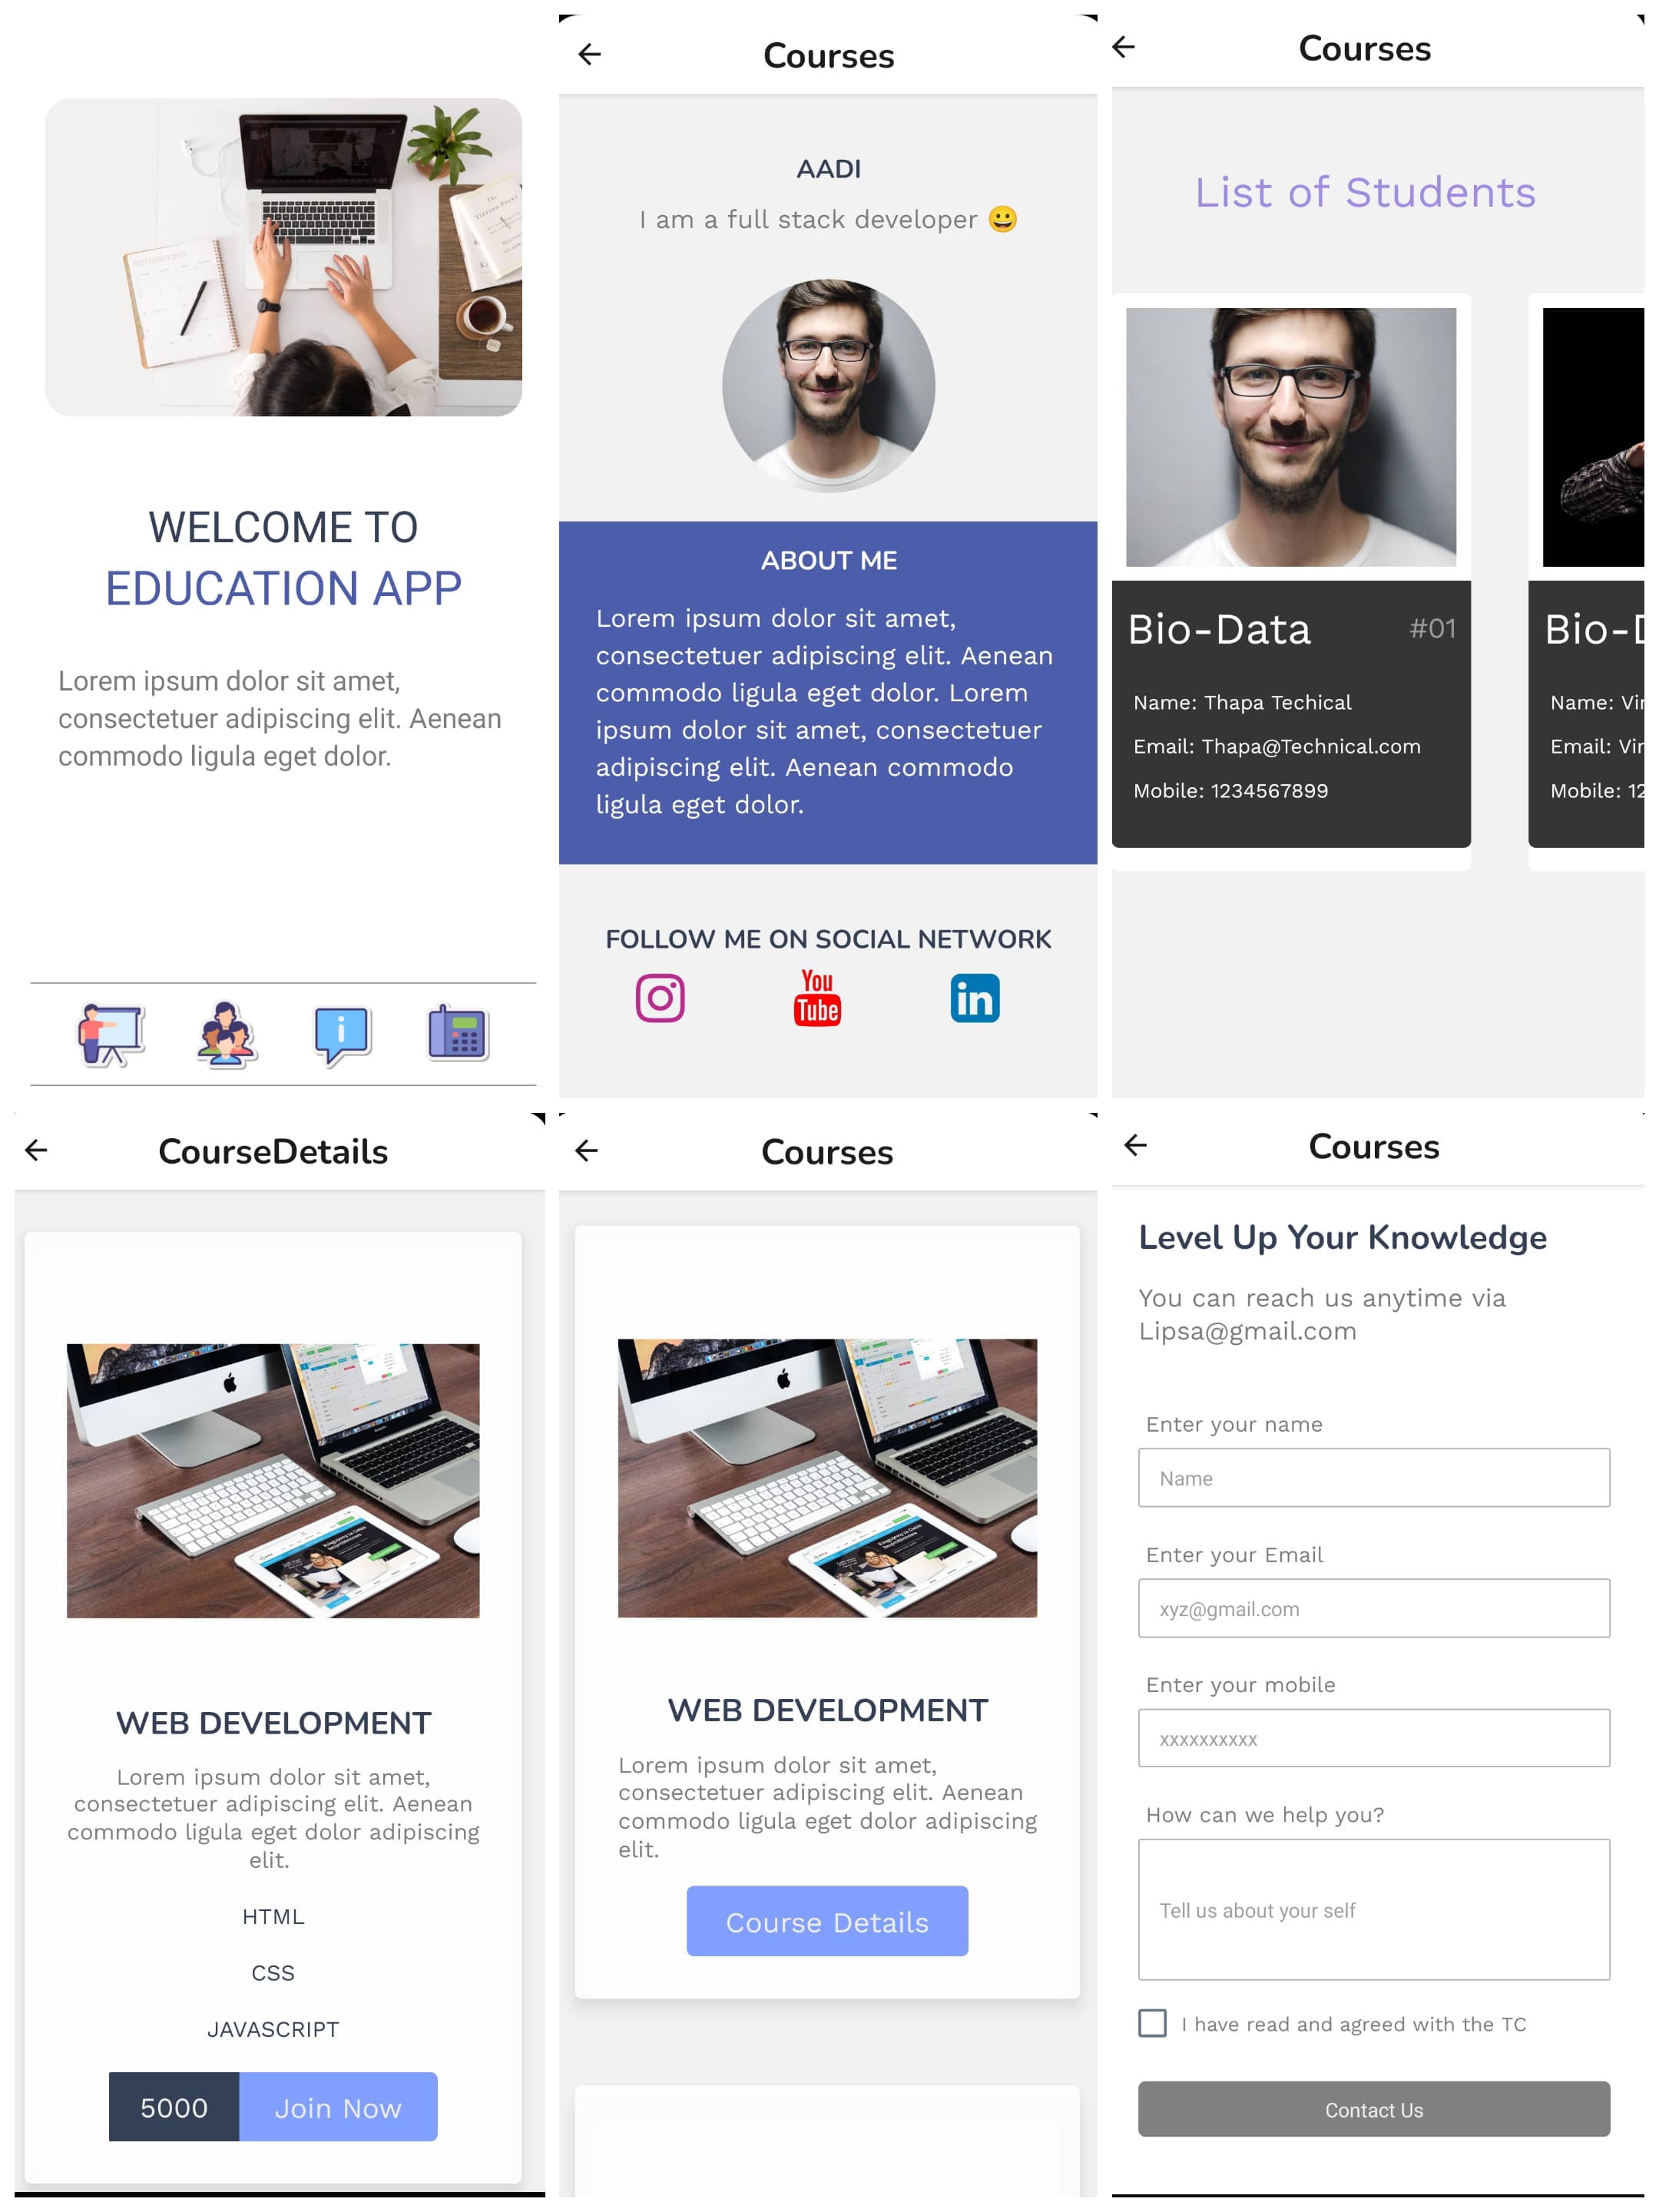 WELCOME TO
EDUCATION APP
Lorem ipsum dolor sit amet,
consectetuer adipiscing elit. Aenean
commodo ligula eget dolor.
Courses
AADI
I am a full stack developer 😀
ABOUT ME
Lorem ipsum dolor sit amet,
consectetuer adipiscing elit. Aenean
commodo ligula eget dolor. Lorem
ipsum dolor sit amet, consectetuer
adipiscing elit. Aenean commodo
ligula eget dolor.
FOLLOW ME ON SOCIAL NETWORK
You
Tube
in
Courses
List of Students
Bio-Data #01
Name: Thapa Techical
Email: Thapa@Technical.com
Mobile: 1234567899
Name: Vir
Email: Vir
Mobile: 12
CourseDetails
WEB DEVELOPMENT
Lorem ipsum dolor sit amet,
consectetuer adipiscing elit. Aenean
commodo ligula eget dolor adipiscing
elit.
HTML
CSS
JAVASCRIPT
5000 Join Now
Courses
WEB DEVELOPMENT
Lorem ipsum dolor sit amet,
consectetuer adipiscing elit. Aenean
commodo ligula eget dolor adipiscing
elit.
Course Details
Courses
Level Up Your Knowledge
You can reach us anytime via
Lipsa@gmail.com
Enter your name
Name
Enter your Email
xyz@gmail.com
Enter your mobile
xxxxxxxxxx
How can we help you?
Tell us about your self
I have read and agreed with the TC
Contact Us